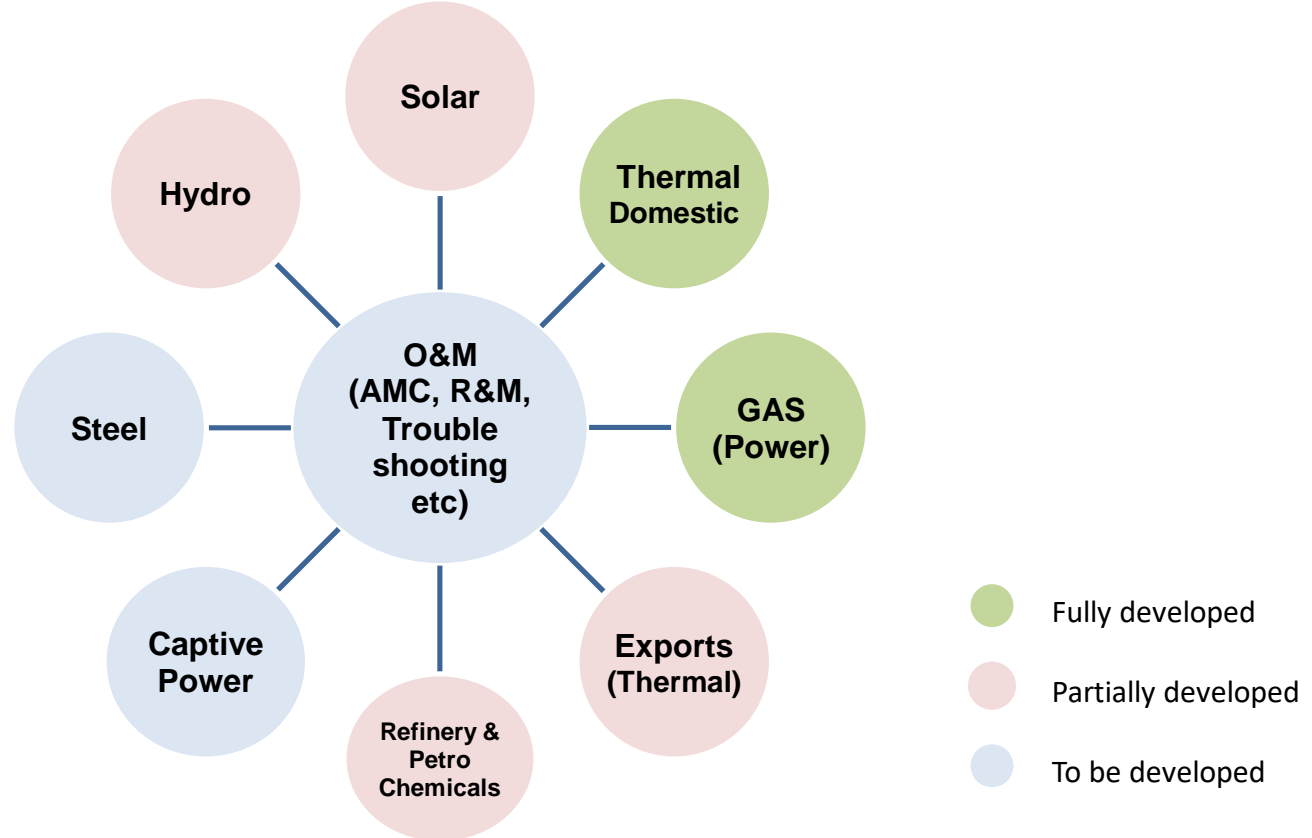 Solar
Hydro
Thermal
Domestic
O&M
(AMC, R&M,
Trouble
shooting
etc)
GAS
(Power)
Steel
Captive
Power
Exports
(Thermal)
Refinery &
Petro
Chemicals
Fully developed
Partially developed
To be developed